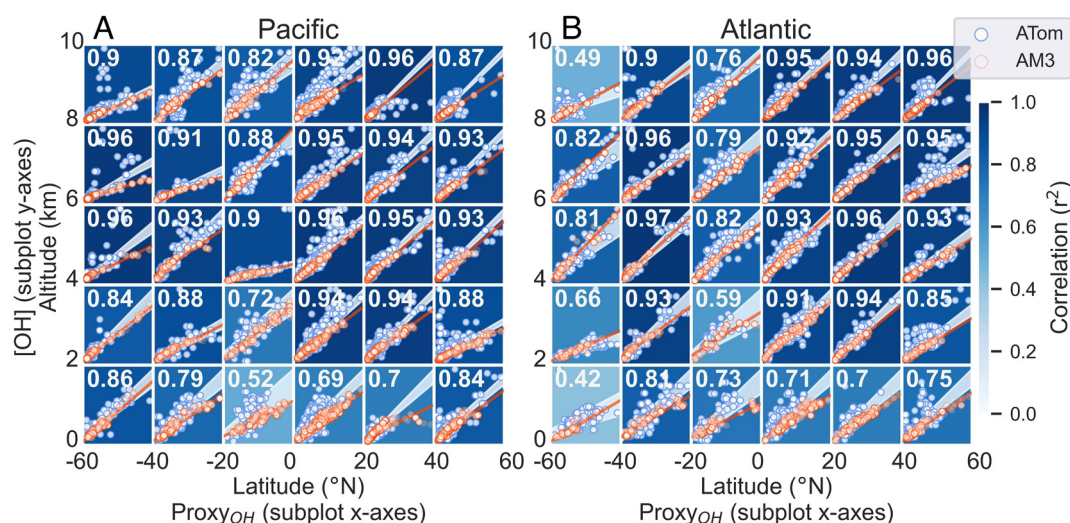 A Pacific B Atlantic
ATom
AM3
10 0.9 0.87 0.82 0.92 0.96 0.87 0.49 0.9 0.76 0.95 0.94 0.96
8 0.96 0.91 0.88 0.95 0.94 0.93 8 0.82 0.96 0.79 0.92 0.95 0.95
6 0.96 0.93 0.9 0.96 0.95 0.93 6 0.81 0.97 0.82 0.93 0.96 0.93
4 0.84 0.88 0.72 0.94 0.94 0.88 4 0.66 0.93 0.59 0.91 0.94 0.85
2 0.86 0.79 0.52 0.69 0.7 0.84 2 0.42 0.81 0.73 0.71 0.7 0.75
0 0
[OH] (subplot y-axes)
Altitude (km)
1.0
0.8
0.6
0.4
0.2
0.0
Correlation (r²)
-60 -40 -20 0 20 40 60 -60 -40 -20 0 20 40 60
Latitude (°N) Latitude (°N)
Proxy_OH (subplot x-axes) Proxy_OH (subplot x-axes)